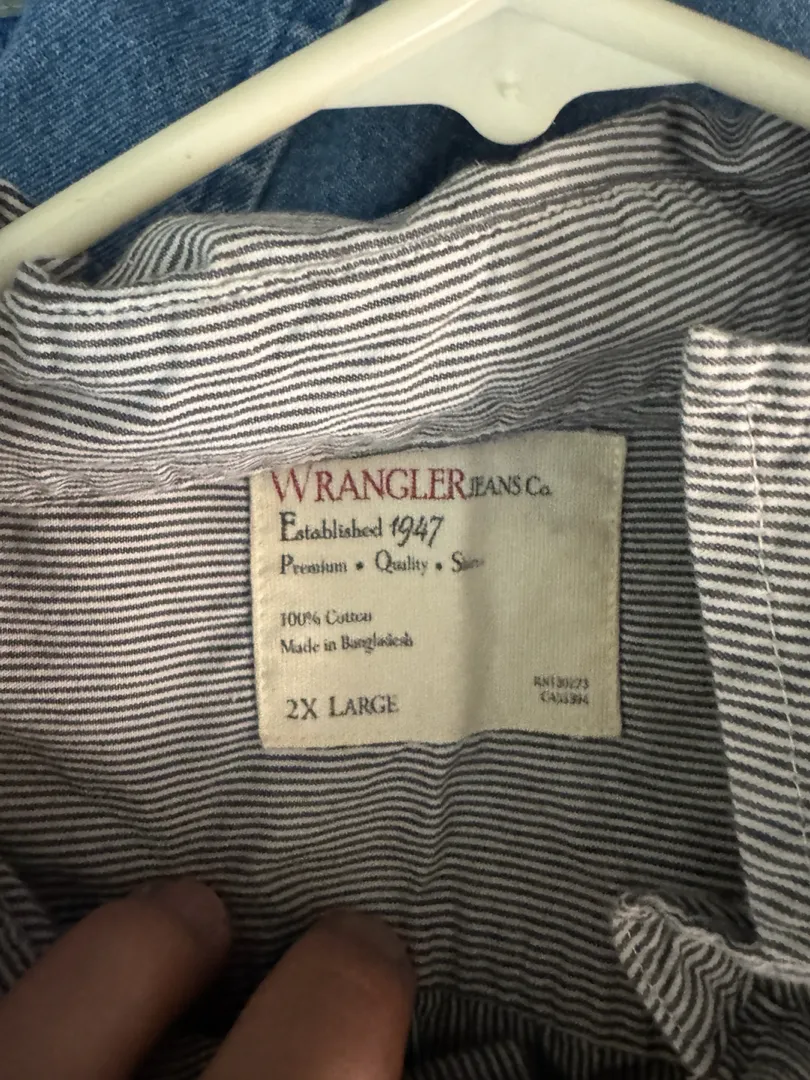 WRANGLER JEANS Co.
Established 1947
Premium • Quality •
100% Cotton
Made in Bangladesh
2X LARGE